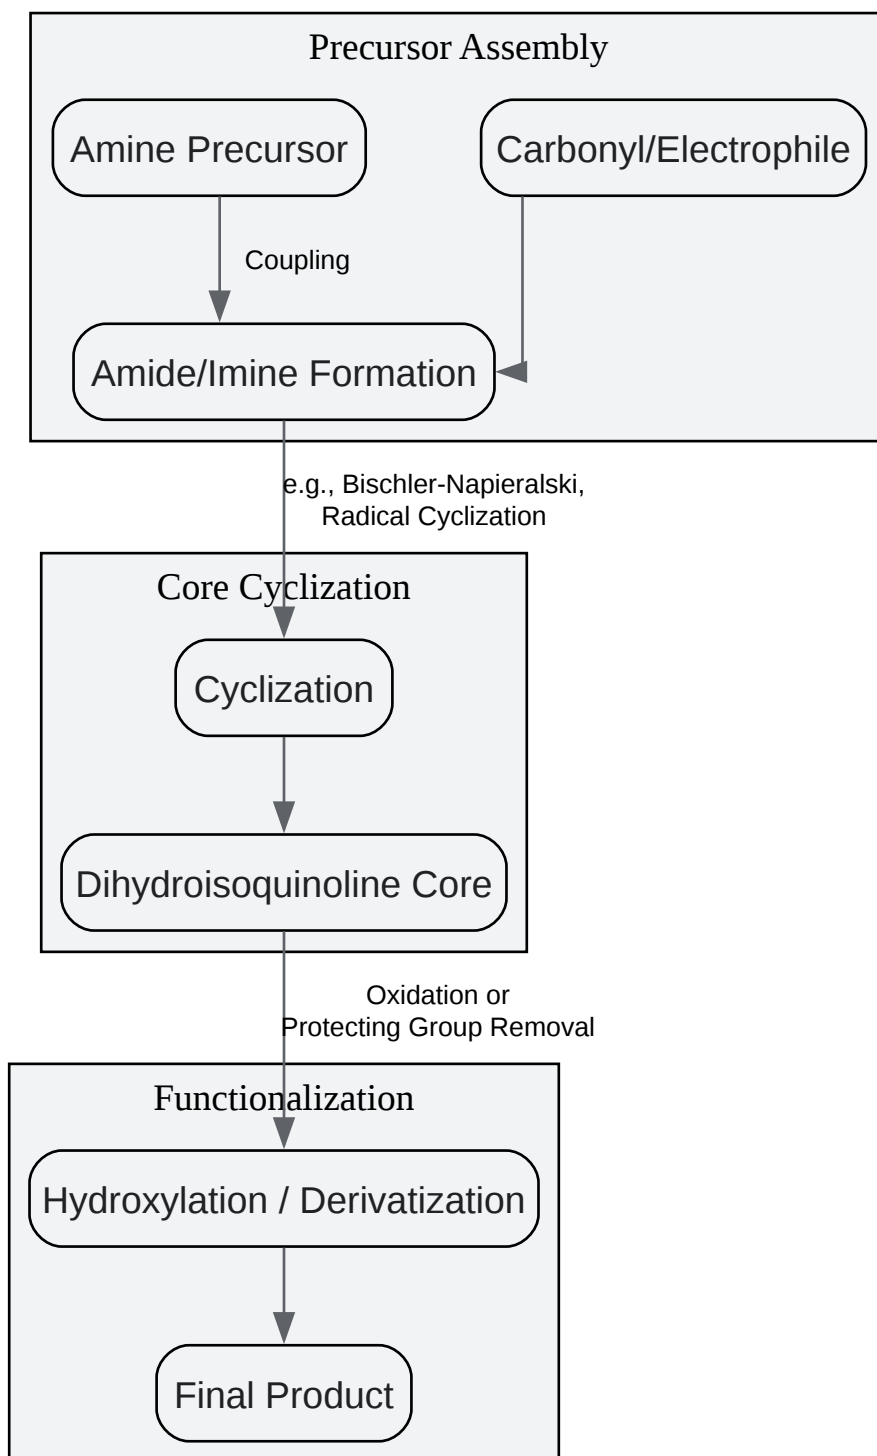 Precursor Assembly
Amine Precursor
Carbonyl/Electrophile
Coupling
Amide/Imine Formation
e.g., Bischler-Napieralski,
Radical Cyclization
Core Cyclization
Cyclization
Dihydroisoquinoline Core
Oxidation or
Protecting Group Removal
Functionalization
Hydroxylation / Derivatization
Final Product